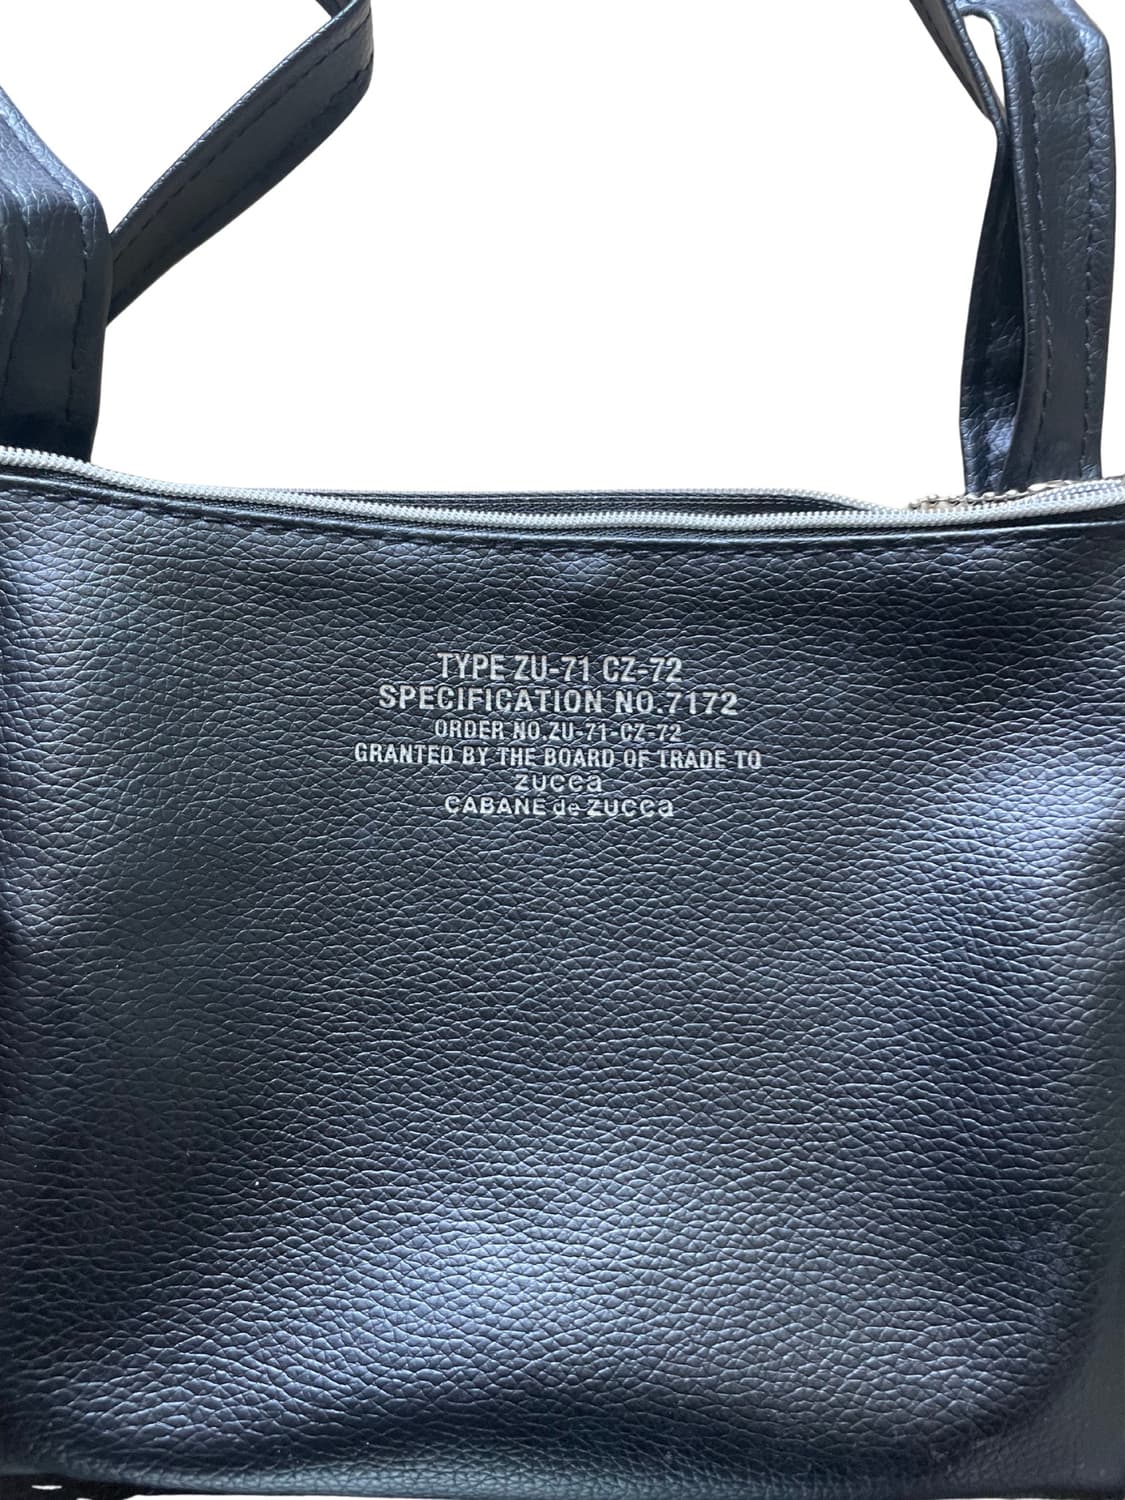 TYPE ZU-71 CZ-72
SPECIFICATION NO.7172
ORDER NO.ZU-71-CZ-72
GRANTED BY THE BOARD OF TRADE TO
zucca
CABANE de zucca